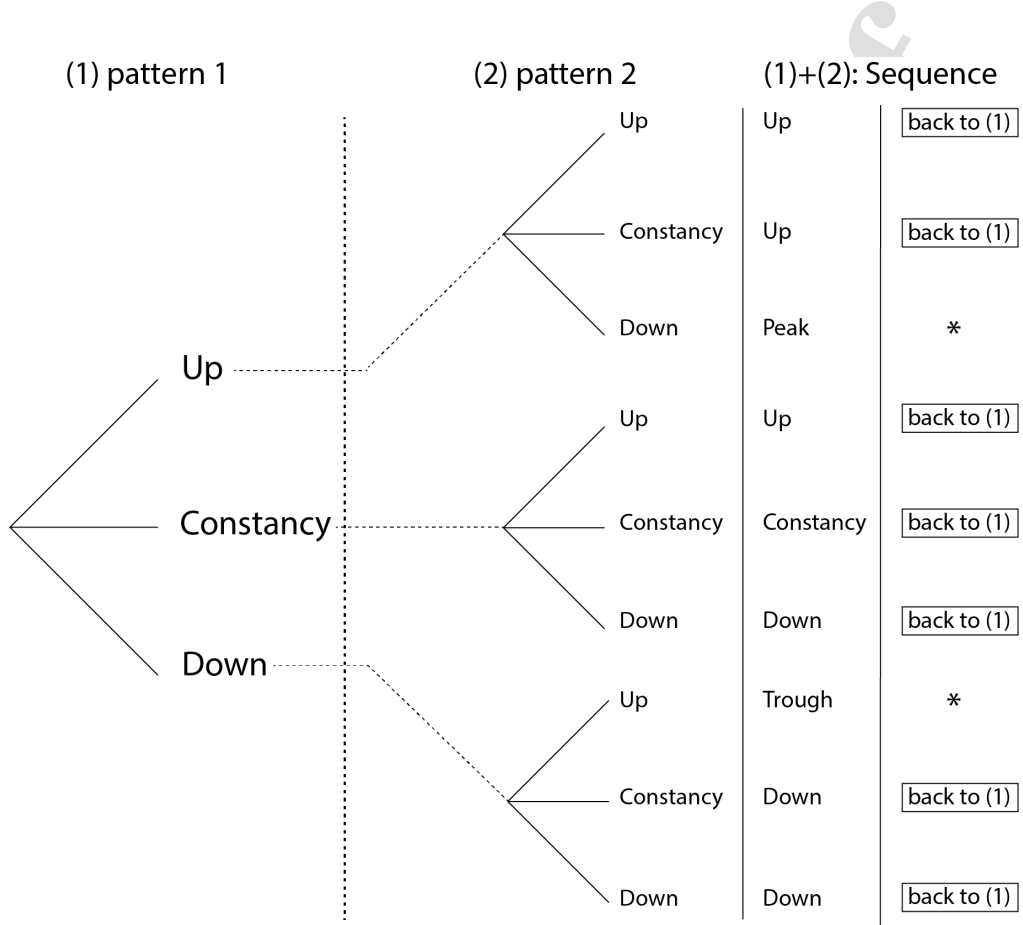 (1) pattern 1 (2) pattern 2 (1)+(2): Sequence
Up Up back to (1)
Constancy Up back to (1)
Down Peak *
Up
Up Up back to (1)
Constancy Constancy Constancy back to (1)
Down Down back to (1)
Down
Up Trough *
Constancy Down back to (1)
Down Down back to (1)